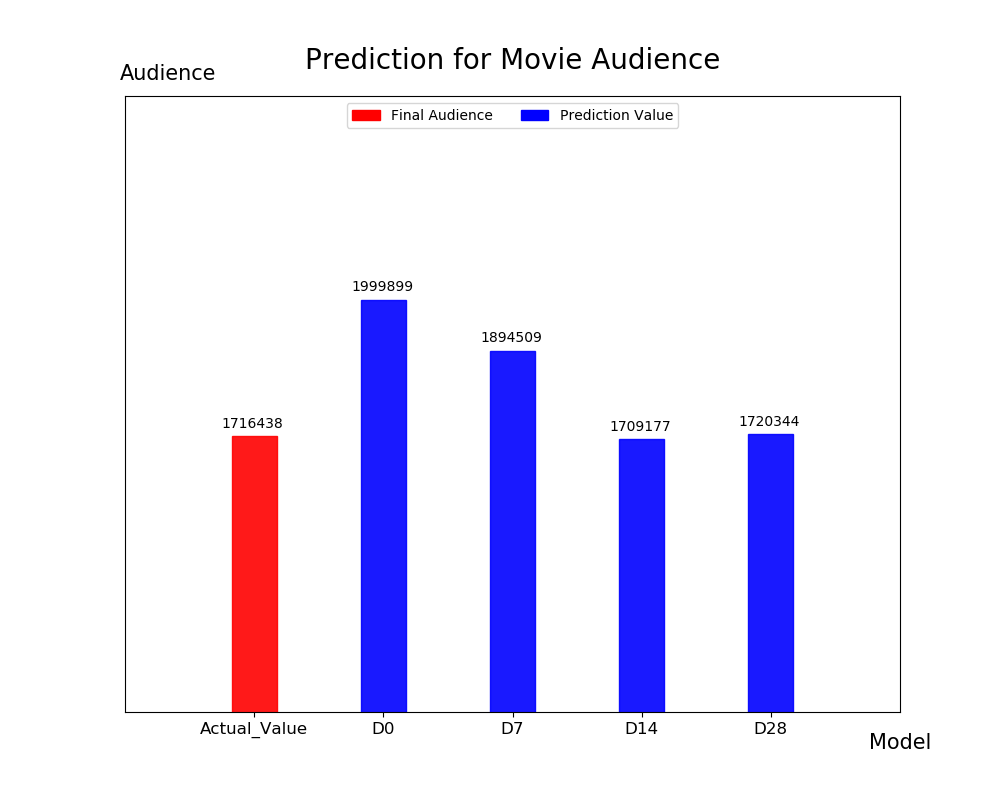 Prediction for Movie Audience
Audience
Final Audience Prediction Value
1999899
1894509
1716438
1709177
1720344
Actual_Value D0 D7 D14 D28
Model